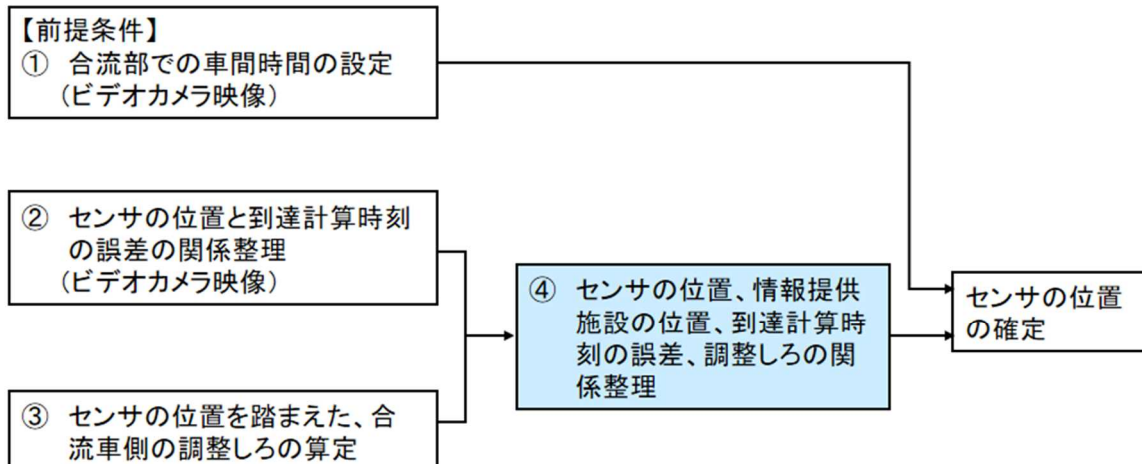 【前提条件】
① 合流部での車間時間の設定
(ビデオカメラ映像)
② センサの位置と到達計算時刻
の誤差の関係整理
(ビデオカメラ映像)
③ センサの位置を踏まえた、合
流車側の調整しろの算定
④ センサの位置、情報提供
施設の位置、到達計算時
刻の誤差、調整しろの関
係整理
センサの位置
の確定